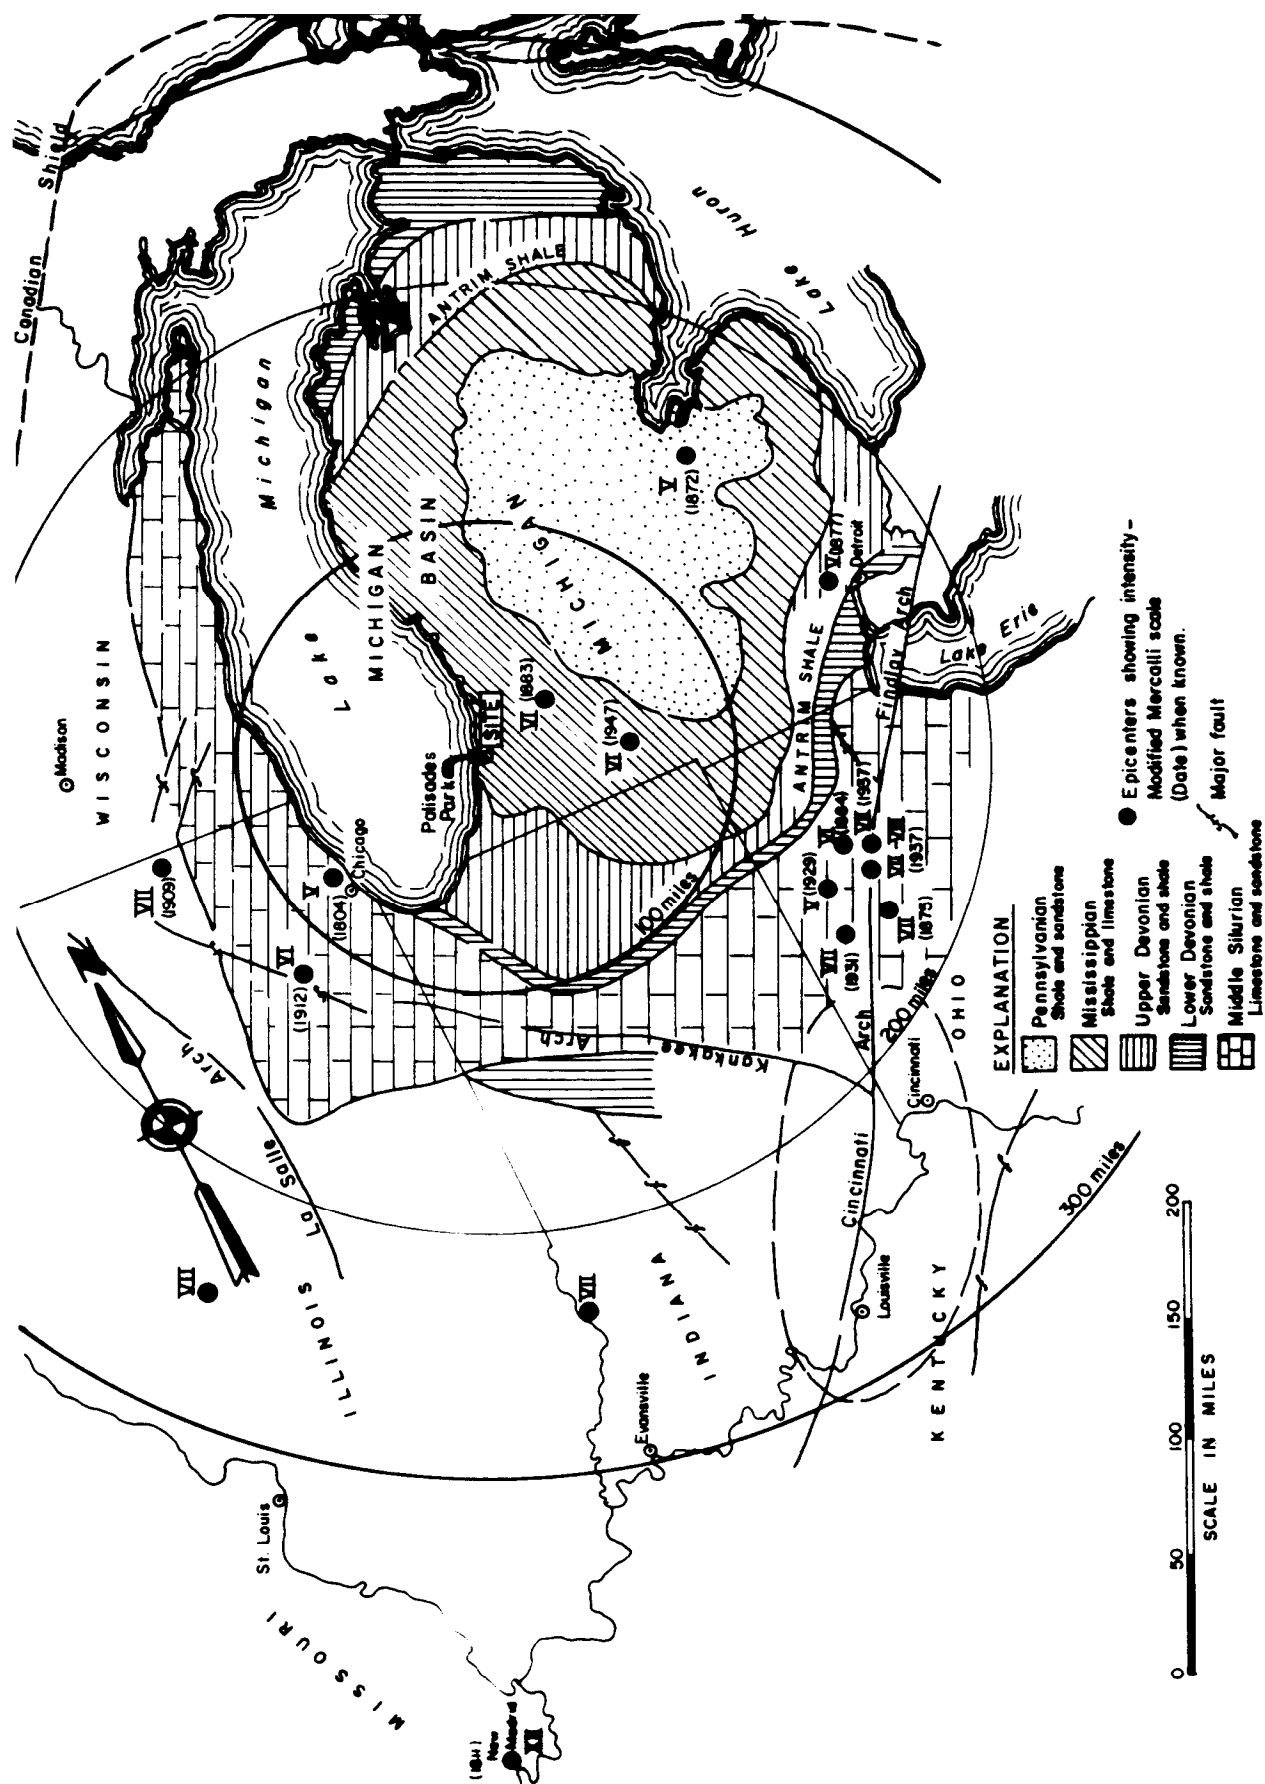 Canadian
Shield
Lake
Huron
Lake
Michigan
ANTRIM SHALE
MICHIGAN
BASIN
MICHIGAN
V
(1872)
V(1877)
Detroit
WISCONSIN
Madison
SITE
Palisades
Park
VI (1883)
VI (1947)
ANTRIM SHALE
Findlay Arch
Lake Erie
VII
(1909)
V
(1804)
Chicago
VI
(1912)
100 miles
V (1929)
VI
(1884)
VII (1937)
VII-VIII
(1937)
VII
(1931)
VII
(1875)
200 miles
OHIO
Arch
Kankakee
Arch
Cincinnati
Cincinnati
La Salle
Arch
VII
ILLINOIS
VII
INDIANA
Louisville
KENTUCKY
300 miles
Evansville
St. Louis
MISSOURI
(1811)
New
Madrid
XII
EXPLANATION
Pennsylvanian
Shale and sandstone
Mississippian
Shale and limestone
Upper Devonian
Sandstone and shale
Lower Devonian
Sandstone and shale
Middle Silurian
Limestone and sandstone
Epicenters showing intensity-
Modified Mercalli scale
(Date) when known.
Major fault
0 50 100 150 200
SCALE IN MILES